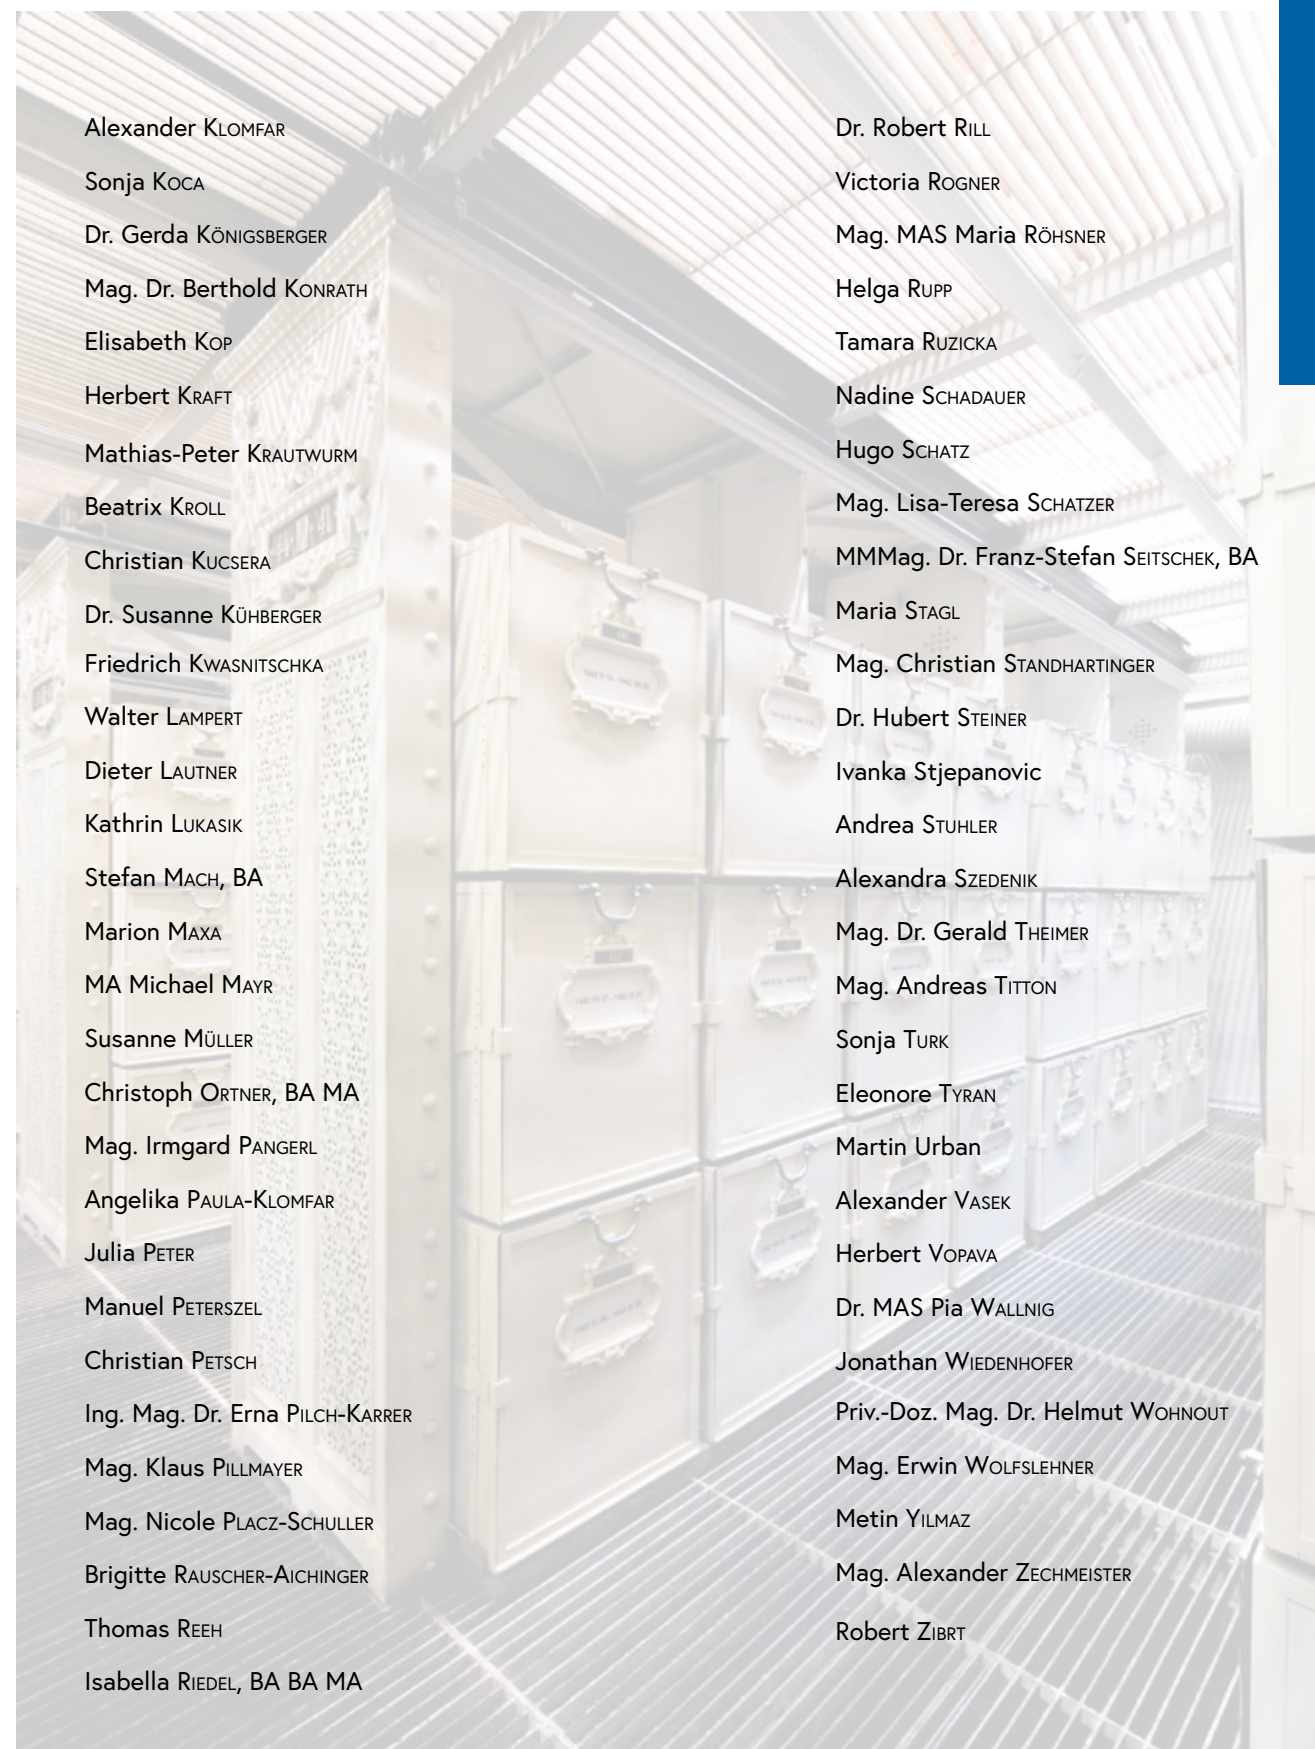 Alexander KLOMFAR
Sonja KOCA
Dr. Gerda KÖNIGSBERGER
Mag. Dr. Berthold KONRATH
Elisabeth KOP
Herbert KRAFT
Mathias-Peter KRAUTWURM
Beatrix KROLL
Christian KUCSERA
Dr. Susanne KÜHBERGER
Friedrich KWASNITSCHKA
Walter LAMPERT
Dieter LAUTNER
Kathrin LUKASIK
Stefan MACH, BA
Marion MAXA
MA Michael MAYR
Susanne MÜLLER
Christoph ORTNER, BA MA
Mag. Irmgard PANGERL
Angelika PAULA-KLOMFAR
Julia PETER
Manuel PETERSZEL
Christian PETSCH
Ing. Mag. Dr. Erna PILCH-KARRER
Mag. Klaus PILLMAYER
Mag. Nicole PLACZ-SCHULLER
Brigitte RAUSCHER-AICHINGER
Thomas REEH
Isabella RIEDEL, BA BA MA
Dr. Robert RILL
Victoria ROGNER
Mag. MAS Maria RÖHSNER
Helga RUPP
Tamara RUZICKA
Nadine SCHADAUER
Hugo SCHATZ
Mag. Lisa-Teresa SCHATZER
MMMag. Dr. Franz-Stefan SEITSCHEK, BA
Maria STAGL
Mag. Christian STANDHARTINGER
Dr. Hubert STEINER
Ivanka Stjepanovic
Andrea STUHLER
Alexandra SZEDENIK
Mag. Dr. Gerald THEIMER
Mag. Andreas TITTON
Sonja TURK
Eleonore TYRAN
Martin Urban
Alexander VASEK
Herbert VOPAVA
Dr. MAS Pia WALLNIG
Jonathan WIEDENHOFER
Priv.-Doz. Mag. Dr. Helmut WOHNOUT
Mag. Erwin WOLFSLEHNER
Metin YILMAZ
Mag. Alexander ZECHMEISTER
Robert ZIBRT